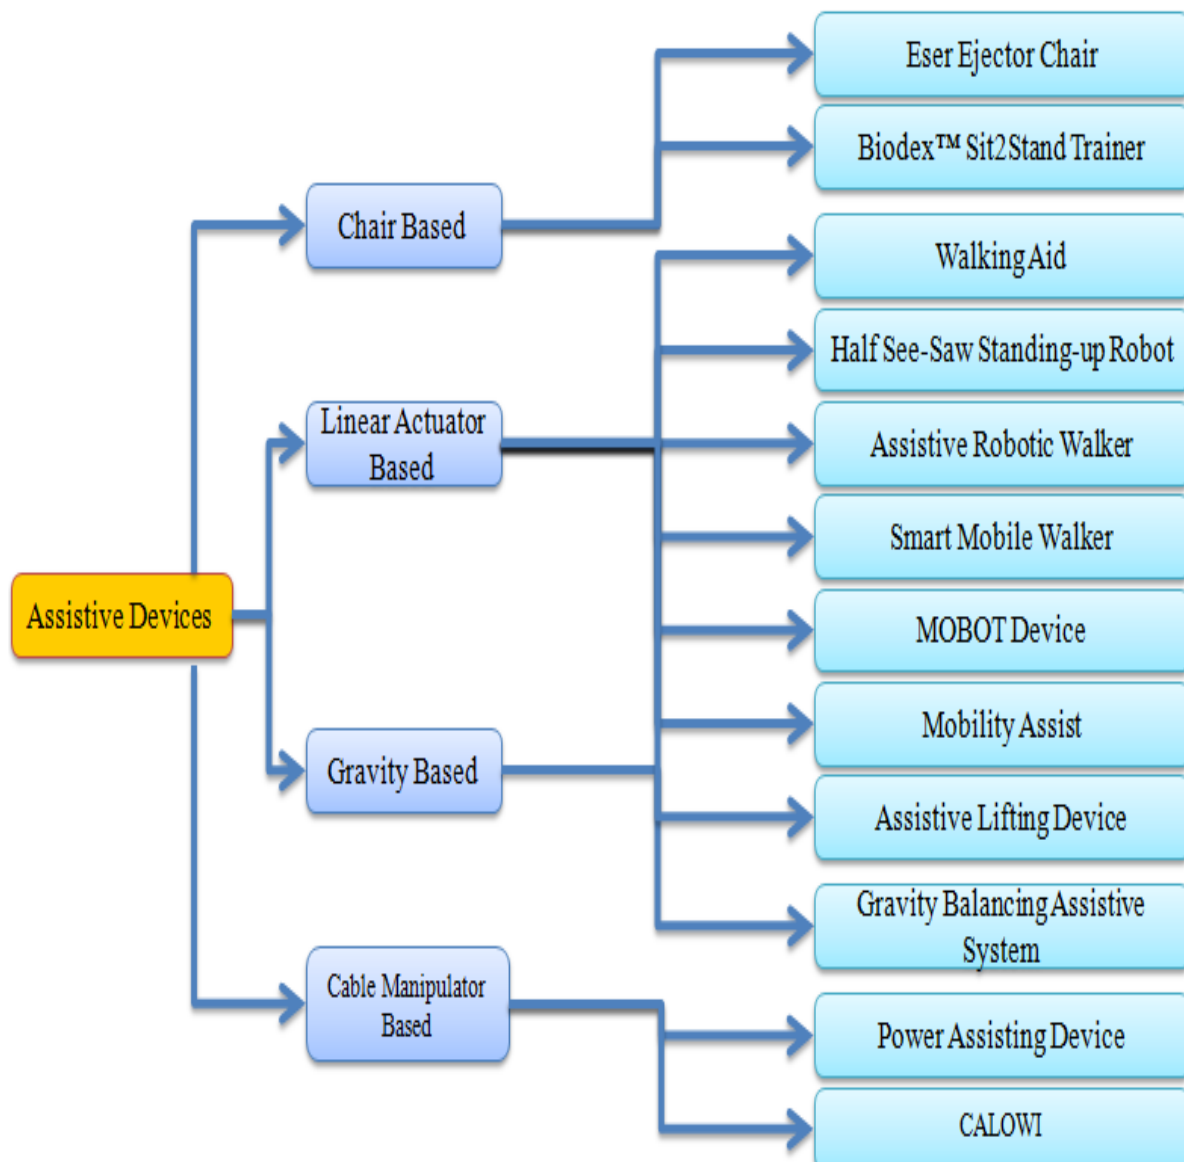 Eser Ejector Chair
Biodex™ Sit2Stand Trainer
Chair Based
Walking Aid
Half See-Saw Standing-up Robot
Linear Actuator
Based
Assistive Robotic Walker
Smart Mobile Walker
Assistive Devices
MOBOT Device
Mobility Assist
Gravity Based
Assistive Lifting Device
Gravity Balancing Assistive
System
Cable Manipulator
Based
Power Assisting Device
CALOWI